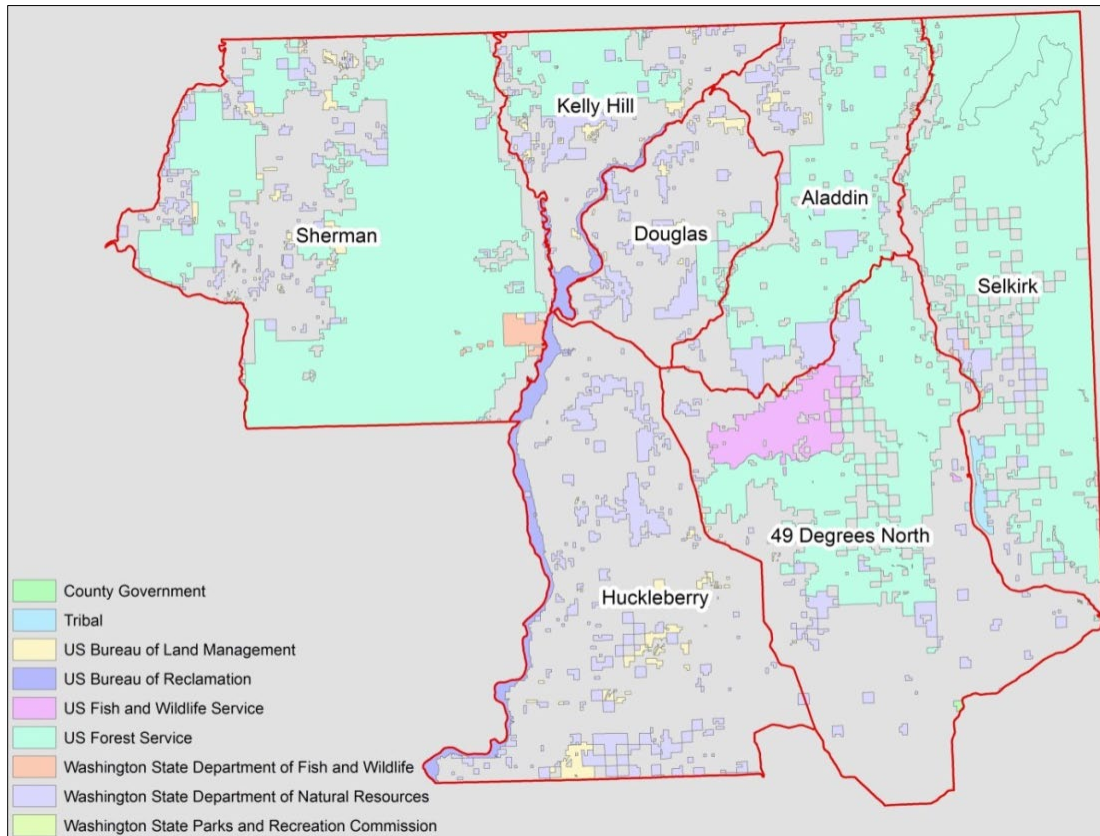 Kelly Hill
Aladdin
Sherman
Douglas
Selkirk
49 Degrees North
Huckleberry
County Government
Tribal
US Bureau of Land Management
US Bureau of Reclamation
US Fish and Wildlife Service
US Forest Service
Washington State Department of Fish and Wildlife
Washington State Department of Natural Resources
Washington State Parks and Recreation Commission